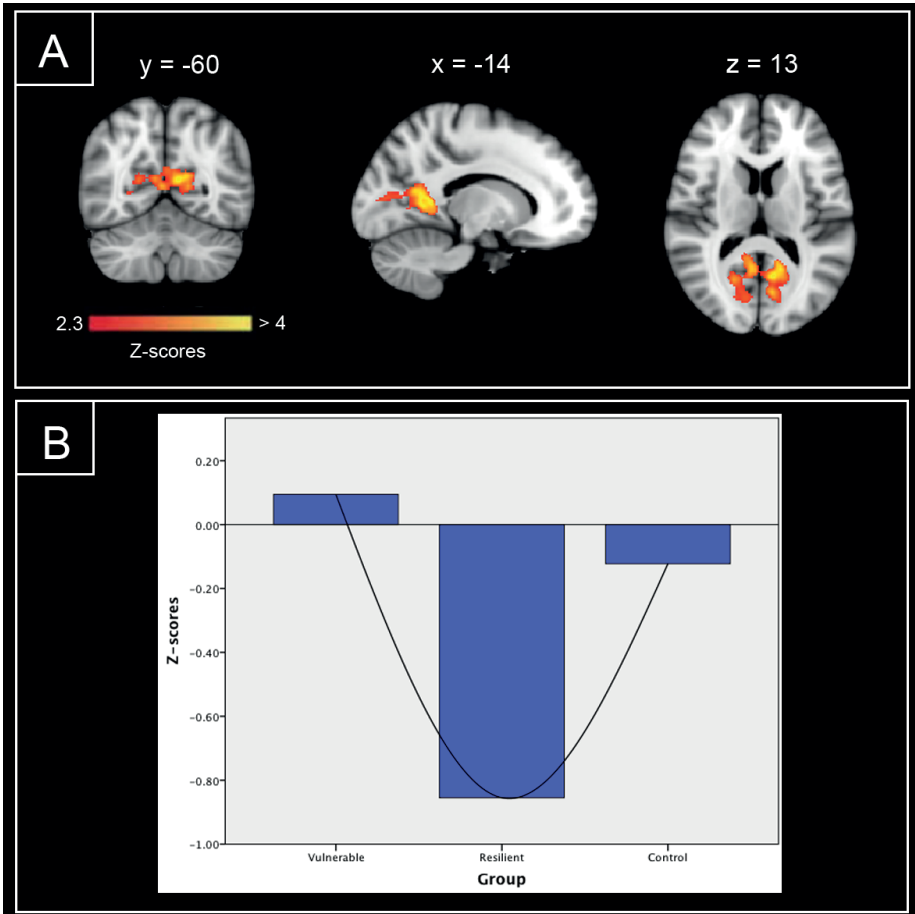 A
y = -60
x = -14
z = 13
2.3
> 4
Z-scores
B
0.20
0.00
-0.20
-0.40
-0.60
-0.80
-1.00
Z-scores
Vulnerable
Resilient
Control
Group